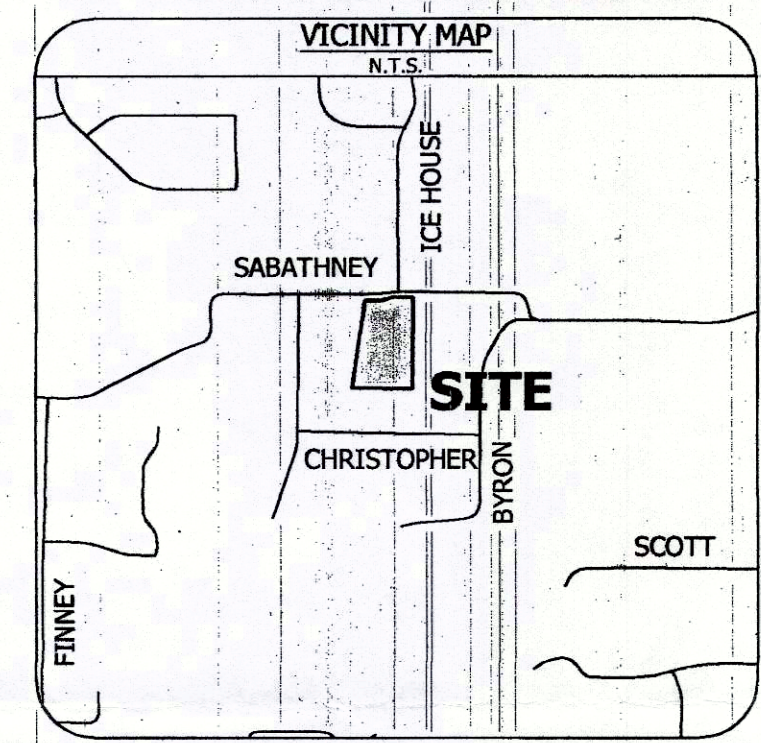 VICINITY MAP
N.T.S.
ICE HOUSE
SABATHNEY
SITE
CHRISTOPHER
BYRON
SCOTT
FINNEY